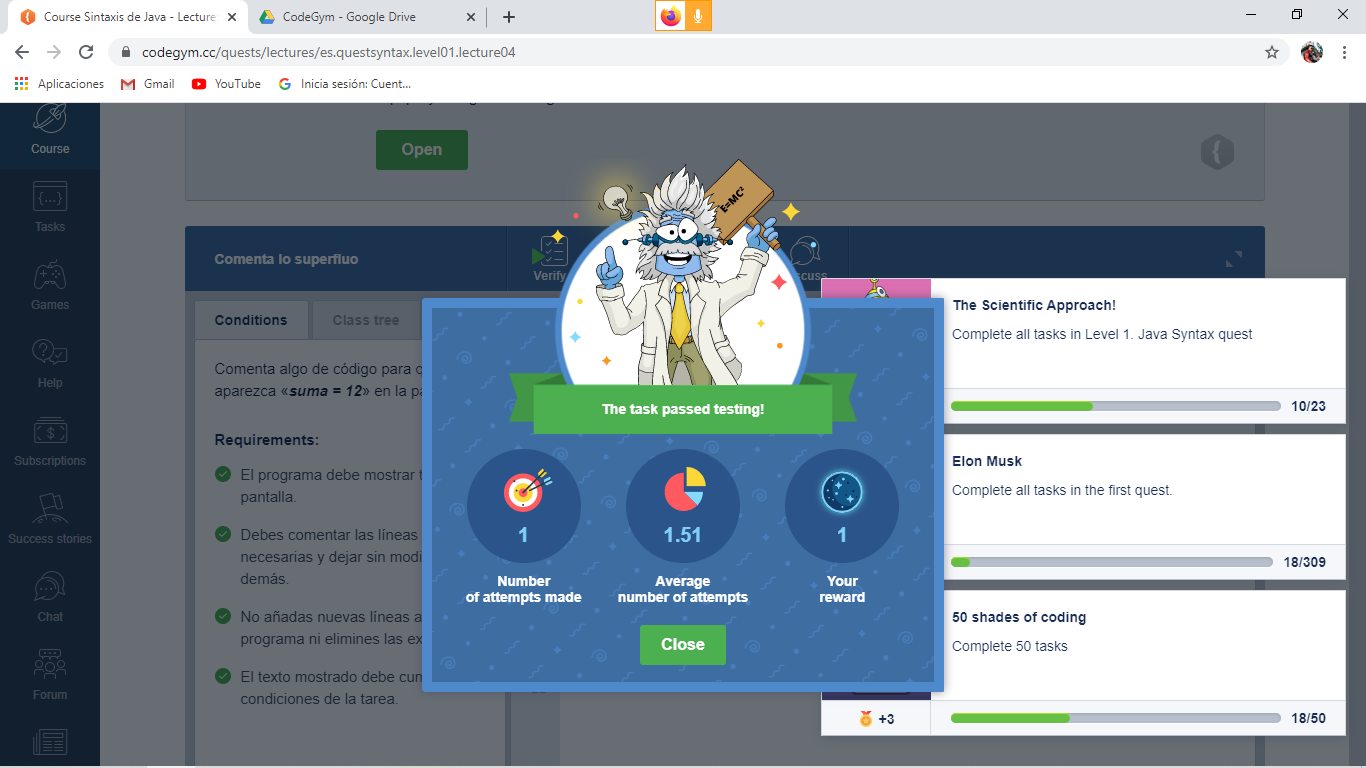 Course Sintaxis de Java - Lecture:
CodeGym - Google Drive
codegym.cc/quests/lectures/es.questsyntax.level01.lecture04
Aplicaciones
Gmail
YouTube
Inicia sesión: Cuent...
Course
Tasks
Games
Help
Subscriptions
Success stories
Chat
Forum
Open
Comenta lo superfluo
Verify
scuss
Conditions
Class tree
Comenta algo de código para
aparezca «suma = 12» en la pa
Requirements:
El programa debe mostrar t
pantalla.
Debes comentar las líneas
necesarias y dejar sin modi
demás.
No añadas nuevas líneas a
programa ni elimines las ex
El texto mostrado debe cum
condiciones de la tarea.
E=MC²
The task passed testing!
1
Number
of attempts made
1.51
Average
number of attempts
1
Your
reward
Close
The Scientific Approach!
Complete all tasks in Level 1. Java Syntax quest
10/23
Elon Musk
Complete all tasks in the first quest.
18/309
50 shades of coding
Complete 50 tasks
+3
18/50